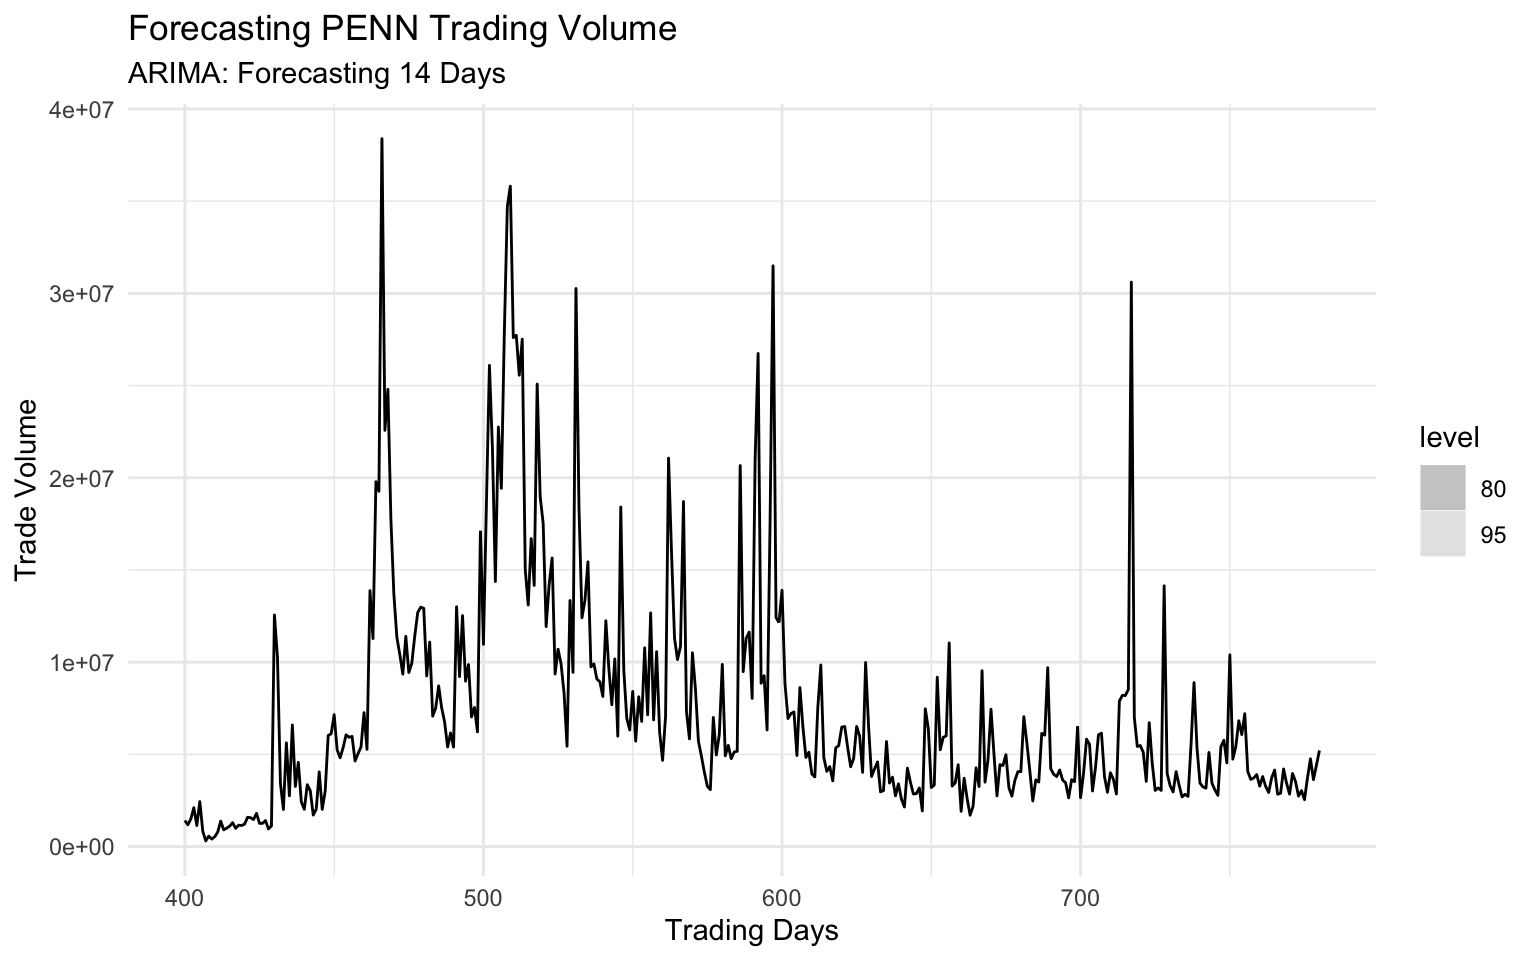 Forecasting PENN Trading Volume
ARIMA: Forecasting 14 Days
4e+07
3e+07
2e+07
1e+07
0e+00
Trade Volume
400
500
600
700
Trading Days
level
80
95